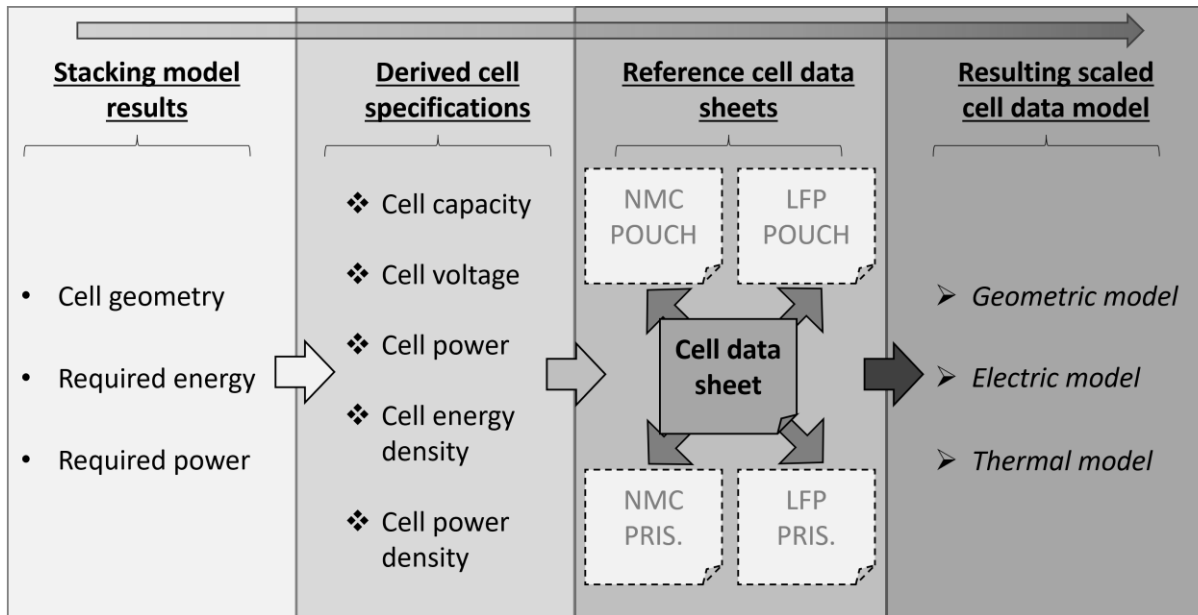 Stacking model
results
Cell geometry
Required energy
Required power
Derived cell
specifications
Cell capacity
Cell voltage
Cell power
Cell energy
density
Cell power
density
Reference cell data
sheets
NMC
POUCH
LFP
POUCH
Cell data
sheet
NMC
PRIS.
LFP
PRIS.
Resulting scaled
cell data model
Geometric model
Electric model
Thermal model